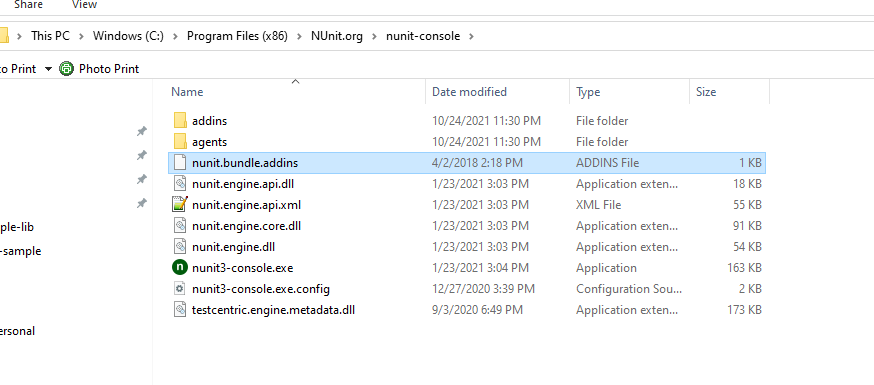 Share View
This PC > Windows (C:) > Program Files (x86) > NUnit.org > nunit-console >
to Print Photo Print
Name Date modified Type Size
addins 10/24/2021 11:30 PM File folder
agents 10/24/2021 11:30 PM File folder
nunit.bundle.addins 4/2/2018 2:18 PM ADDINS File 1 KB
nunit.engine.api.dll 1/23/2021 3:03 PM Application exten... 18 KB
nunit.engine.api.xml 1/23/2021 3:03 PM XML File 55 KB
ple-lib nunit.engine.core.dll 1/23/2021 3:03 PM Application exten... 91 KB
-sample nunit.engine.dll 1/23/2021 3:03 PM Application exten... 54 KB
n nunit3-console.exe 1/23/2021 3:04 PM Application 163 KB
nunit3-console.exe.config 12/27/2020 3:39 PM Configuration Sou... 2 KB
testcentric.engine.metadata.dll 9/3/2020 6:49 PM Application exten... 173 KB
ersonal